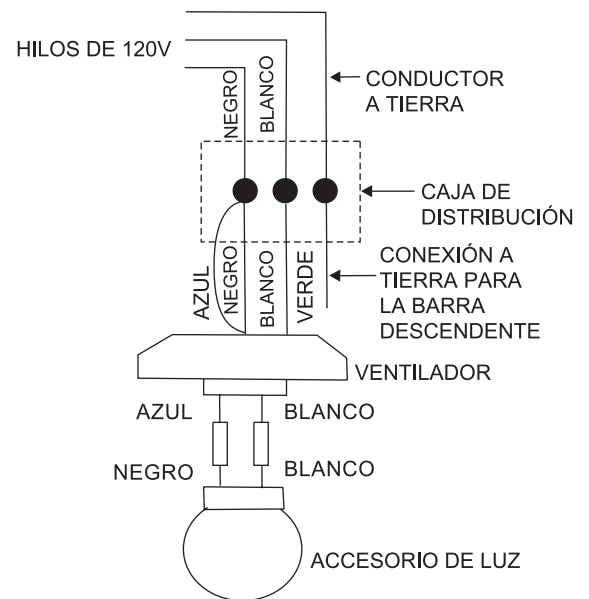 HILOS DE 120V
NEGRO
BLANCO
CONDUCTOR
A TIERRA
CAJA DE
DISTRIBUCIÓN
AZUL
NEGRO
BLANCO
VERDE
CONEXIÓN A
TIERRA PARA
LA BARRA
DESCENDENTE
VENTILADOR
AZUL
BLANCO
NEGRO
BLANCO
ACCESORIO DE LUZ